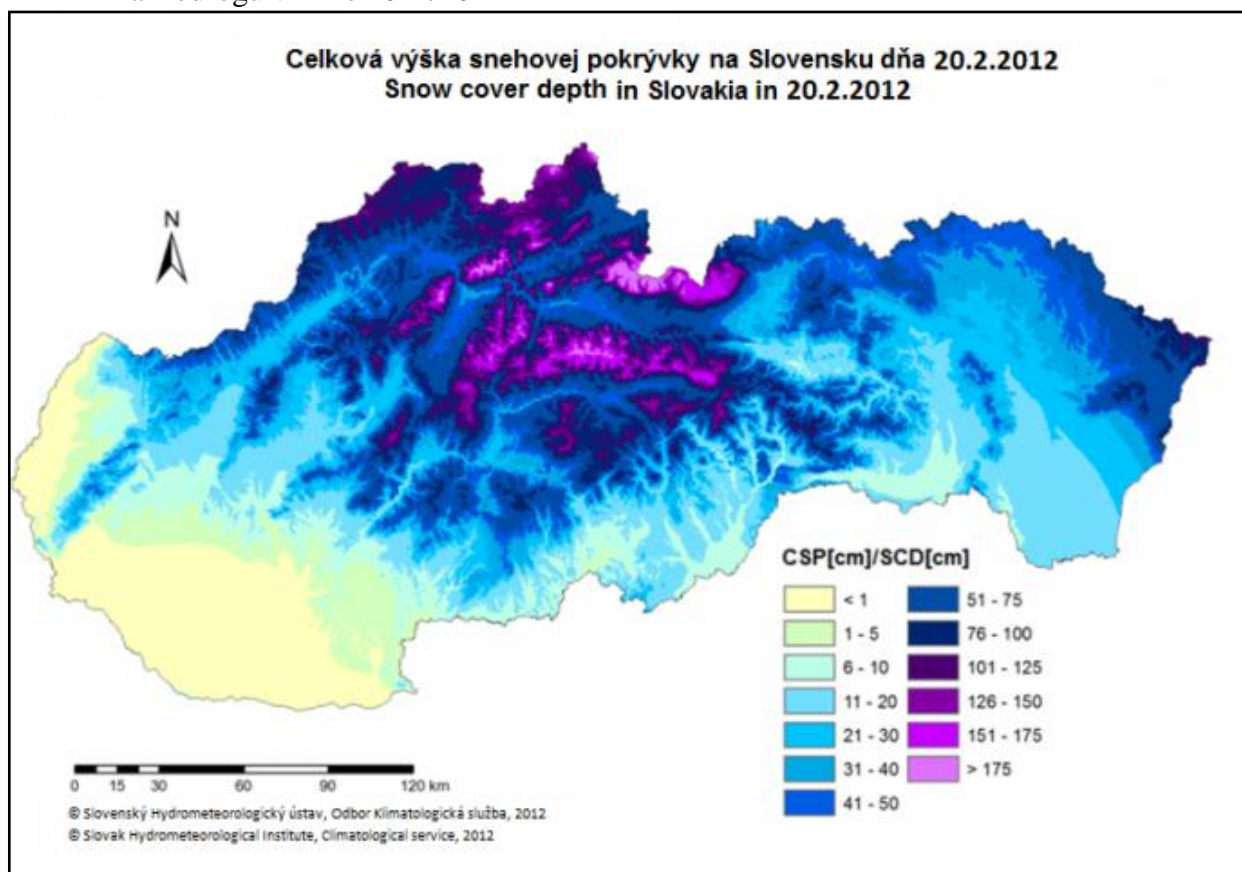 Celková výška snehovej pokrývky na Slovensku dňa 20.2.2012
Snow cover depth in Slovakia in 20.2.2012
N
CSP[cm]/SCD[cm]
< 1
1 - 5
6 - 10
11 - 20
21 - 30
31 - 40
41 - 50
51 - 75
76 - 100
101 - 125
126 - 150
151 - 175
> 175
0 15 30 60 90 120 km
© Slovenský Hydrometeorologický ústav, Odbor Klimatologická služba, 2012
© Slovak Hydrometeorological Institute, Climatological service, 2012